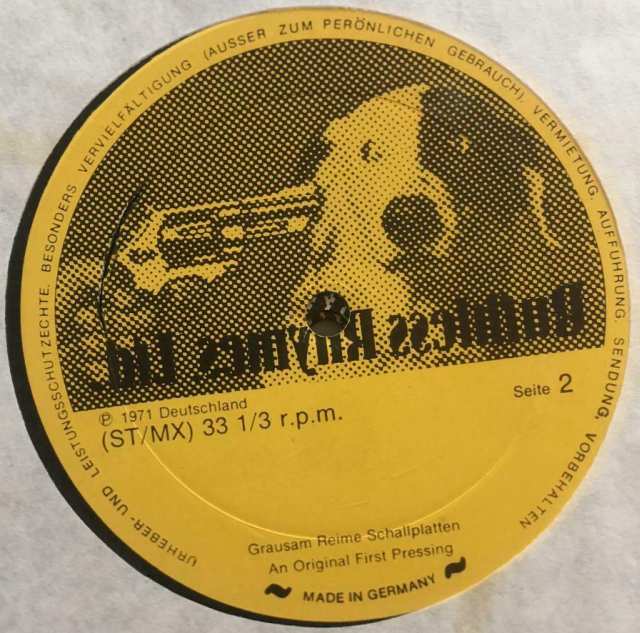 URHEBER- UND LEISTUNGSSCHUTZECHTE. BESONDERS VERVIELFÄLTIGUNG (AUSSER ZUM PERÖNLICHEN GEBRAUCH), VERMIETUNG, AUFFÜHRUNG, SENDUNG, VORBEHALTEN
Ruthless Rhymes Ltd.
℗ 1971 Deutschland
Seite 2
(ST/MX) 33 1/3 r.p.m.
Grausam Reime Schallplatten
An Original First Pressing
~ MADE IN GERMANY ~